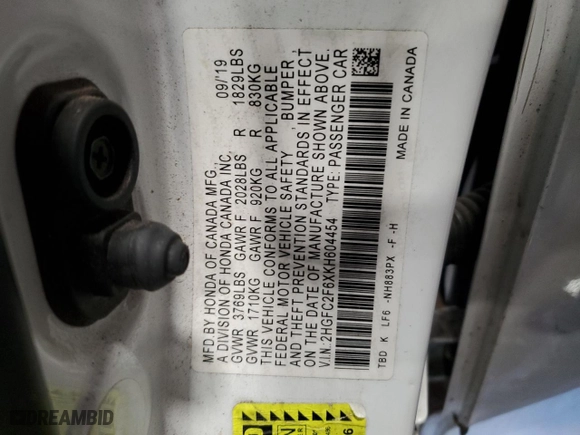 MFD.BY HONDA OF CANADA MFG. 09/19
A DIVISION OF HONDA CANADA INC.
GVWR 3769LBS GAWR F 2028LBS R 1829LBS
GVWR 1710KG GAWR F 920KG R 830KG
THIS VEHICLE CONFORMS TO ALL APPLICABLE
FEDERAL MOTOR VEHICLE SAFETY BUMPER
AND THEFT PREVENTION STANDARDS IN EFFECT
ON THE DATE OF MANUFACTURE SHOWN ABOVE.
V.I.N: 2HGFC2F6XKH604454 TYPE: PASSENGER CAR
TBD K LF6 -NH883PX -F -H MADE IN CANADA
DREAMBID